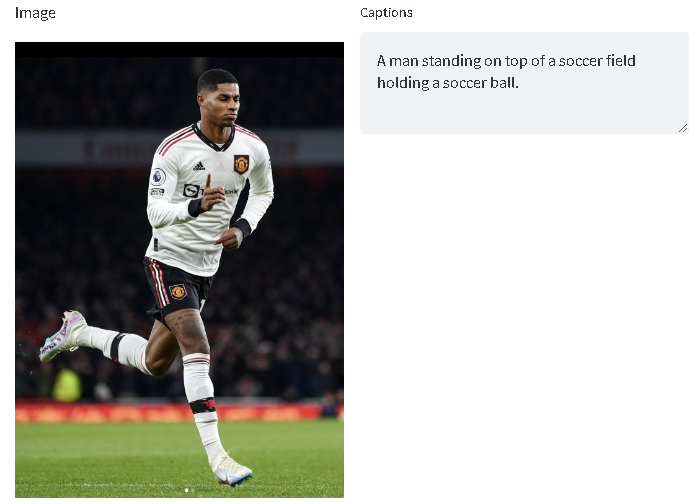 Image
Captions
A man standing on top of a soccer field
holding a soccer ball.